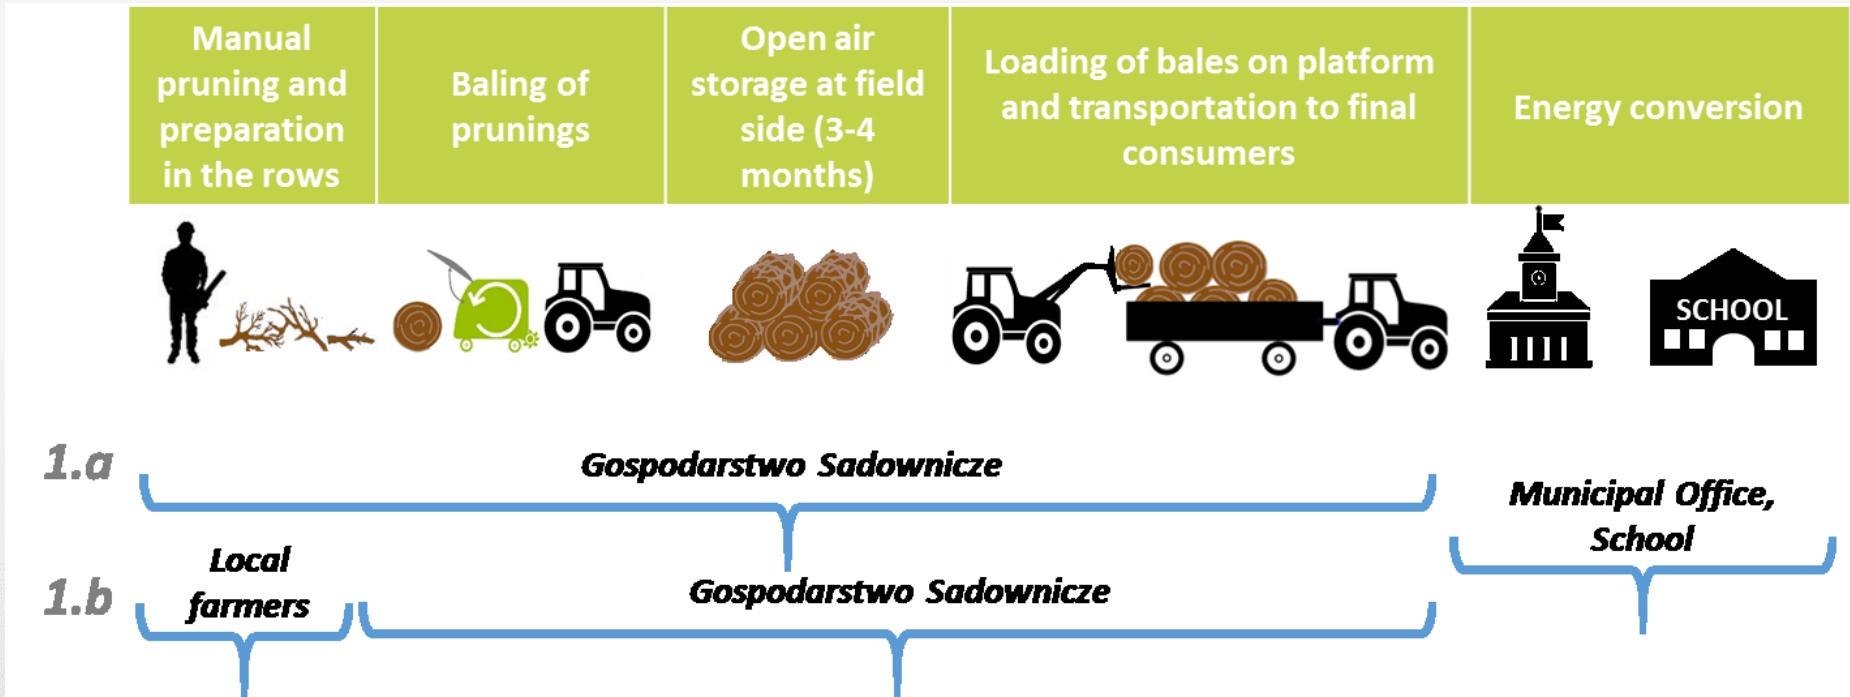 Manual
pruning and
preparation
in the rows
Baling of
prunings
Open air
storage at field
side (3-4
months)
Loading of bales on platform
and transportation to final
consumers
Energy conversion
SCHOOL
1.a
Gospodarstwo Sadownicze
Municipal Office,
School
1.b
Local
farmers
Gospodarstwo Sadownicze